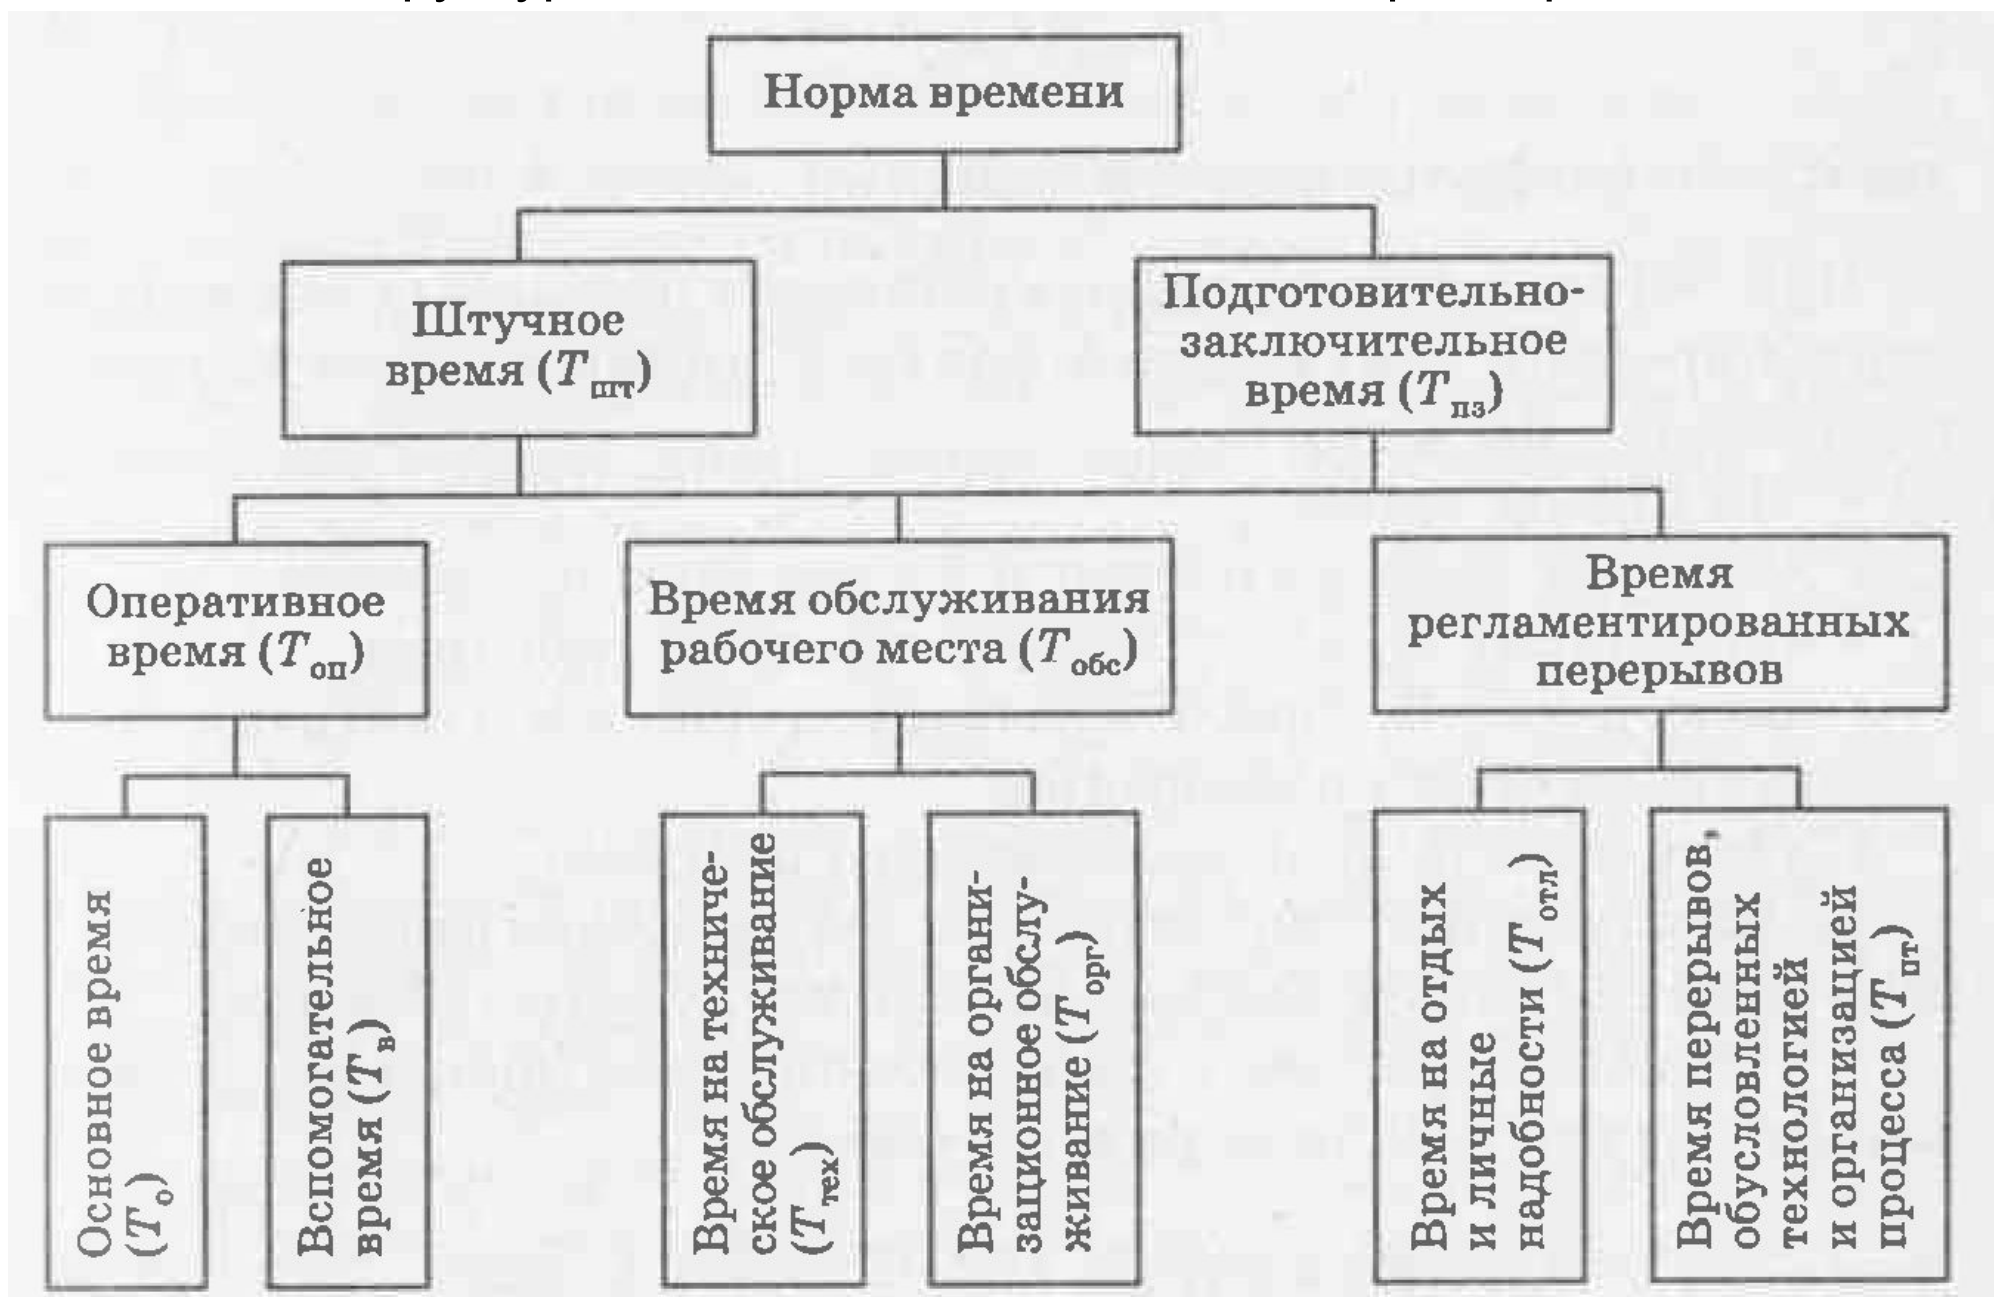 Норма времени
Штучное
время (Tшт)
Подготовительно-
заключительное
время (Tпз)
Оперативное
время (Tоп)
Время обслуживания
рабочего места (Tобс)
Время
регламентированных
перерывов
Основное время
(Tо)
Вспомогательное
время (Tв)
Время на техниче-
ское обслуживание
(Tтех)
Время на органи-
зационное обслу-
живание (Tорг)
Время на отдых
и личные
надобности (Tотл)
Время перерывов,
обусловленных
технологией
и организацией
процесса (Tпт)